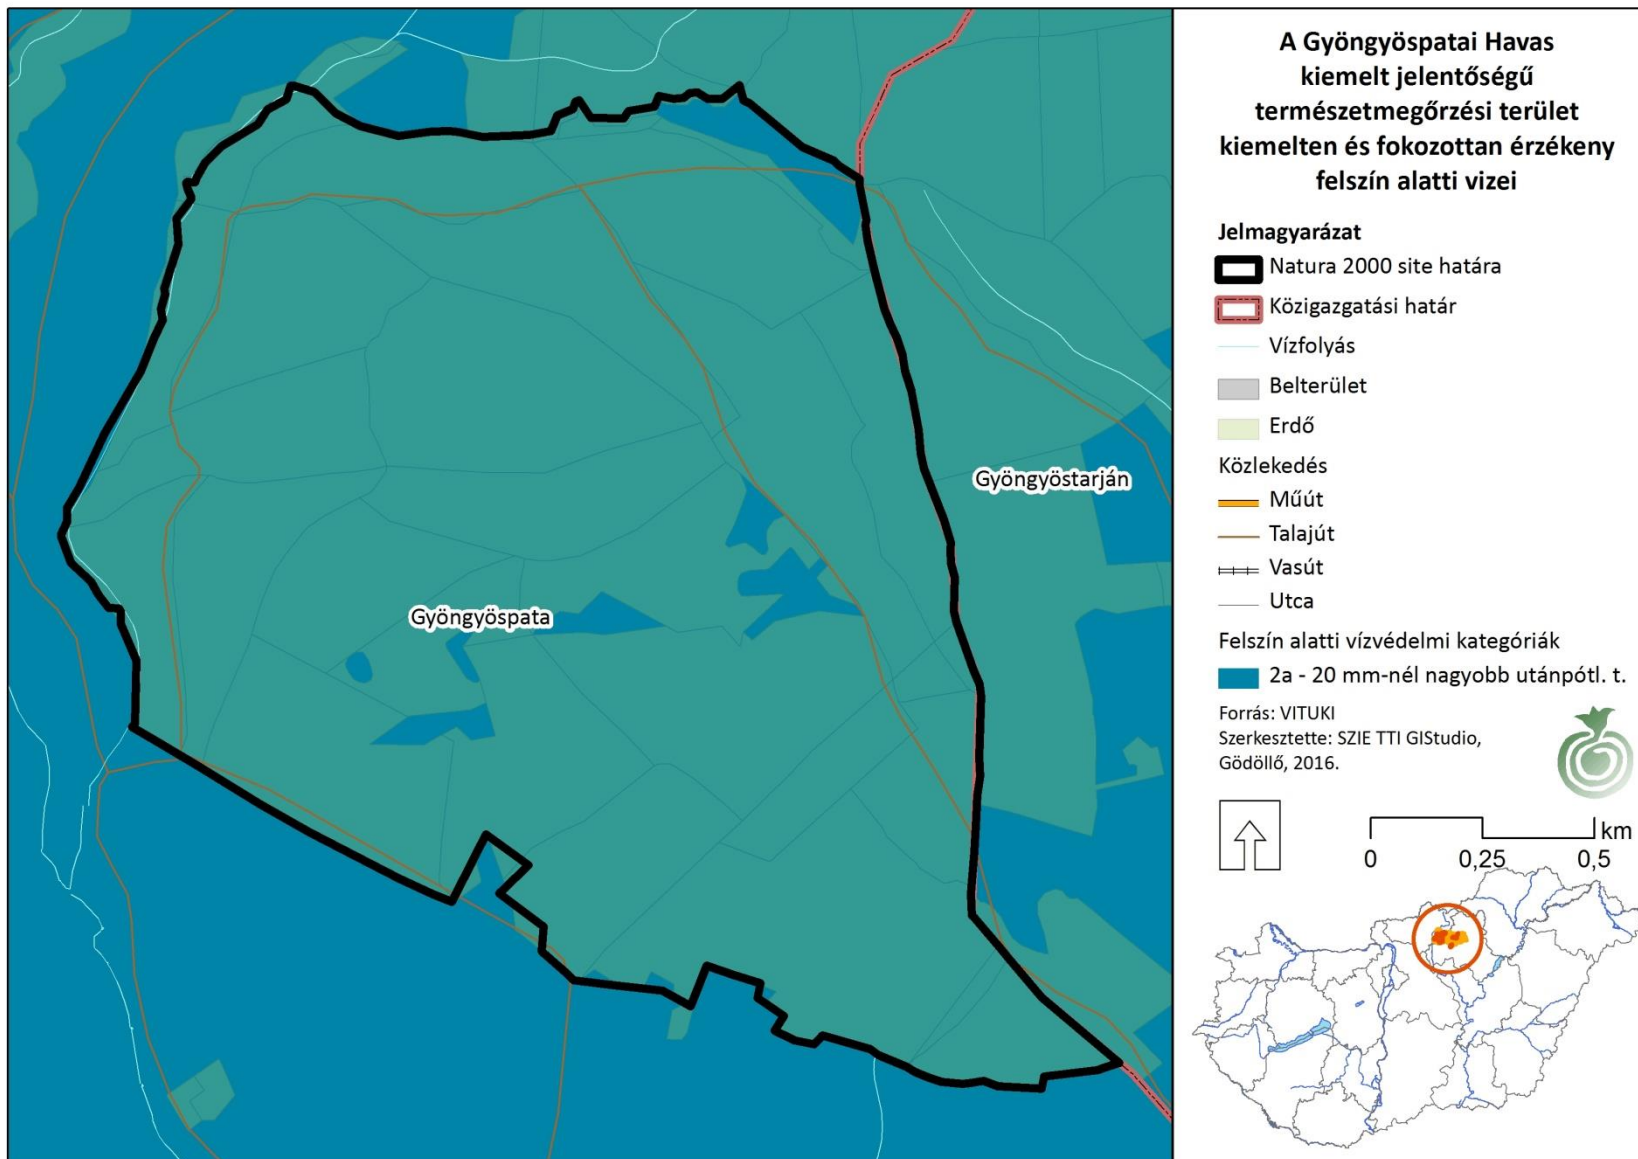 A Gyöngyöspatai Havas
kiemelt jelentőségű
természetmegőrzési terület
kiemelten és fokozottan érzékeny
felszín alatti vizei
Jelmagyarázat
Natura 2000 site határa
Közigazgatási határ
Vízfolyás
Belterület
Erdő
Közlekedés
Műút
Talajút
Vasút
Utca
Felszín alatti vízvédelmi kategóriák
2a - 20 mm-nél nagyobb utánpótl. t.
Forrás: VITUKI
Szerkesztette: SZIE TTI GIStudio,
Gödöllő, 2016.
km
0 0,25 0,5
Gyöngyöstarján
Gyöngyöspata